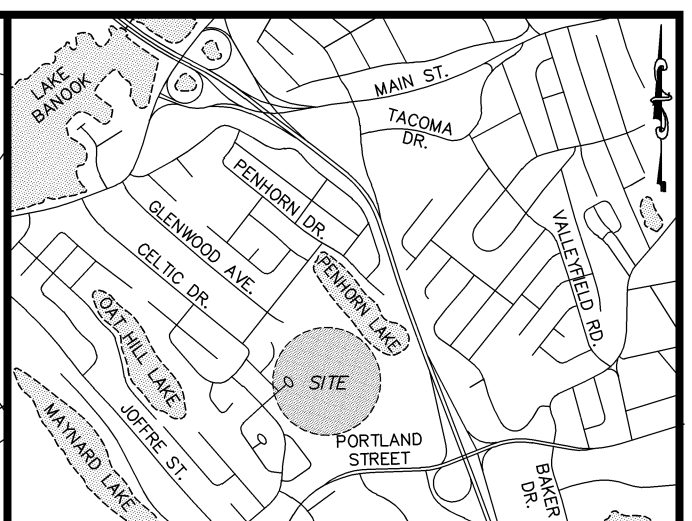 LAKE
BANOOK
MAIN ST.
TACOMA
DR.
PENHORN DR.
GLENWOOD AVE.
CELTIC DR.
VALLEYFIELD RD.
PENHORN LAKE
OAT HILL LAKE
SITE
MAYNARD LAKE
JOFFRE ST.
PORTLAND
STREET
BAKER
DR.